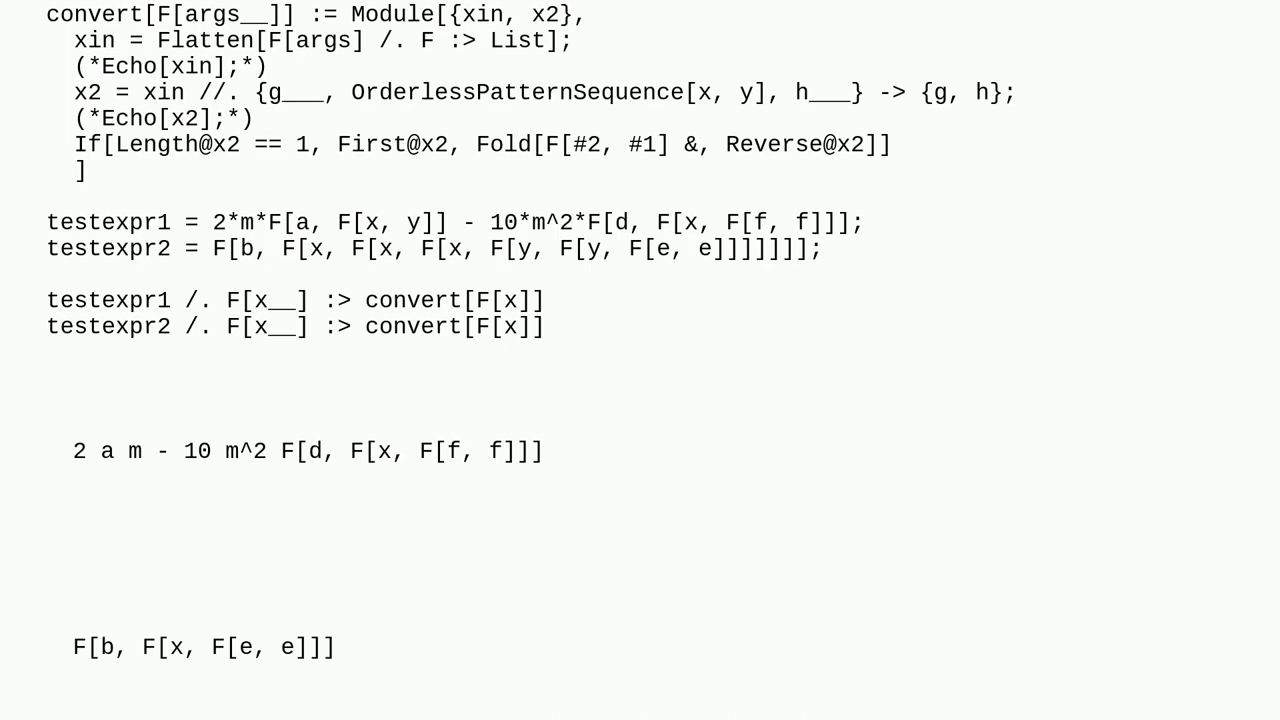 convert[F[args__]] := Module[{xin, x2},
xin = Flatten[F[args] /. F :> List];
(*Echo[xin];*)
x2 = xin //. {g___, OrderlessPatternSequence[x, y], h___} -> {g, h};
(*Echo[x2];*)
If[Length@x2 == 1, First@x2, Fold[F[#2, #1] &, Reverse@x2]]
]
testexpr1 = 2*m*F[a, F[x, y]] - 10*m^2*F[d, F[x, F[f, f]]];
testexpr2 = F[b, F[x, F[x, F[x, F[y, F[y, F[e, e]]]]]]];
testexpr1 /. F[x__] :> convert[F[x]]
testexpr2 /. F[x__] :> convert[F[x]]
2 a m - 10 m^2 F[d, F[x, F[f, f]]]
F[b, F[x, F[e, e]]]